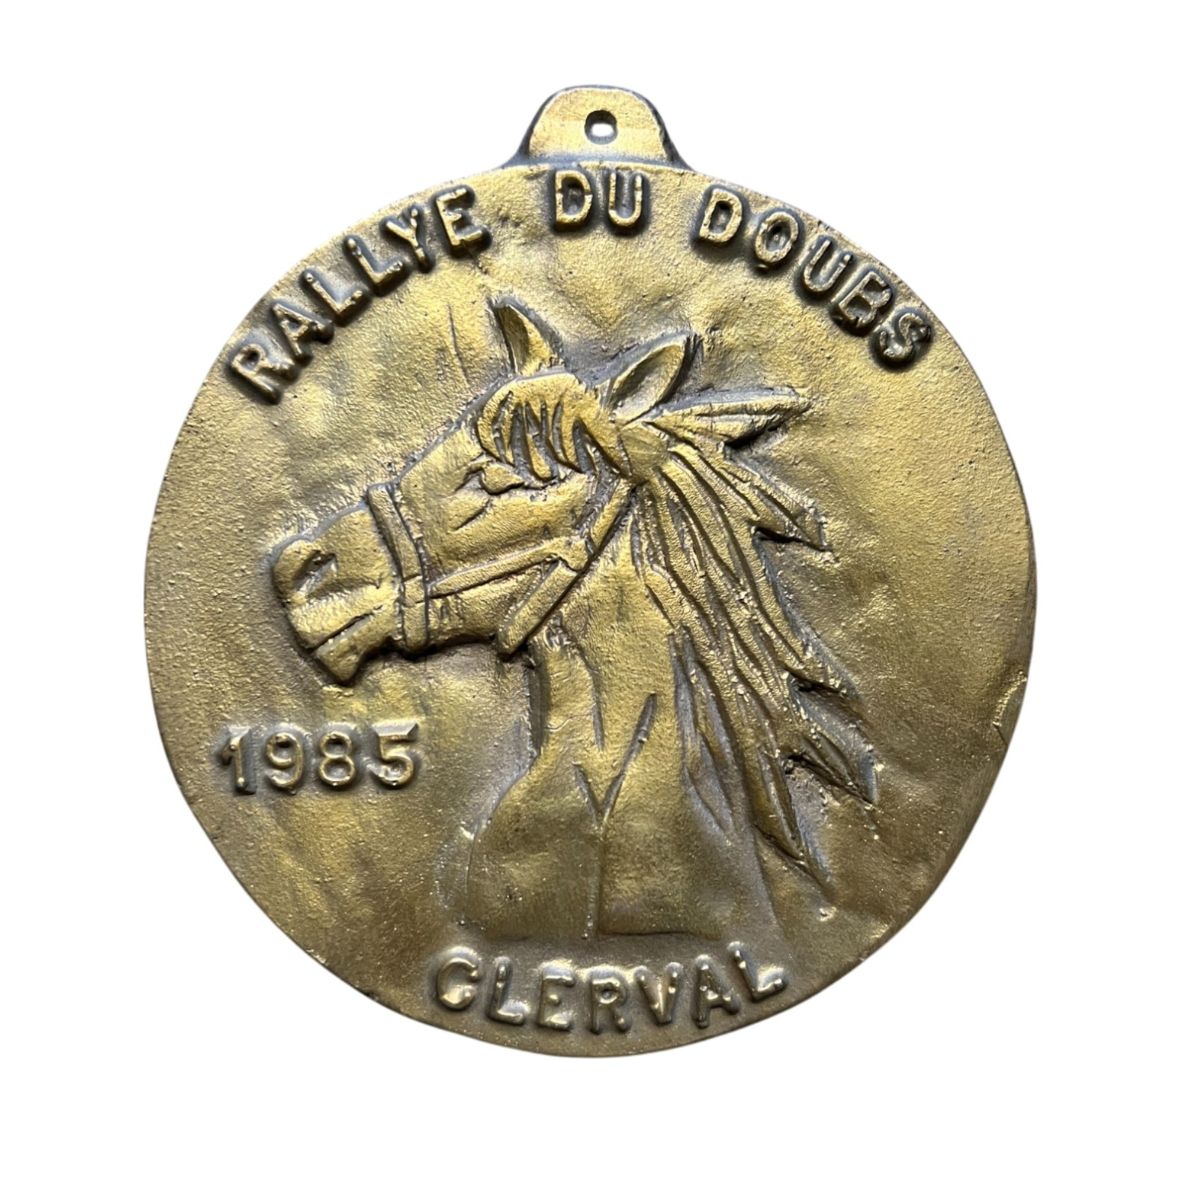 RALLYE DU DOUBS
1985
CLERVAL